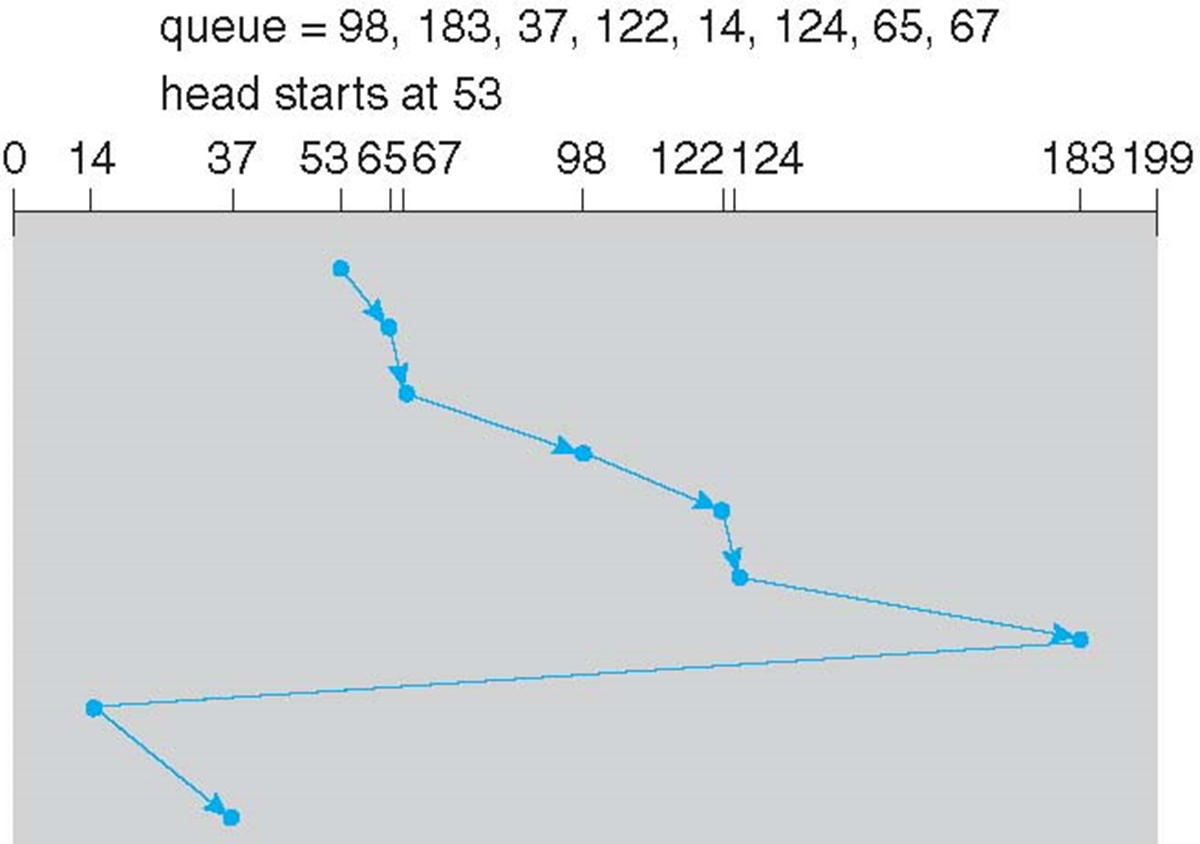 queue = 98, 183, 37, 122, 14, 124, 65, 67
head starts at 53
0 14 37 53 65 67 98 122 124 183 199